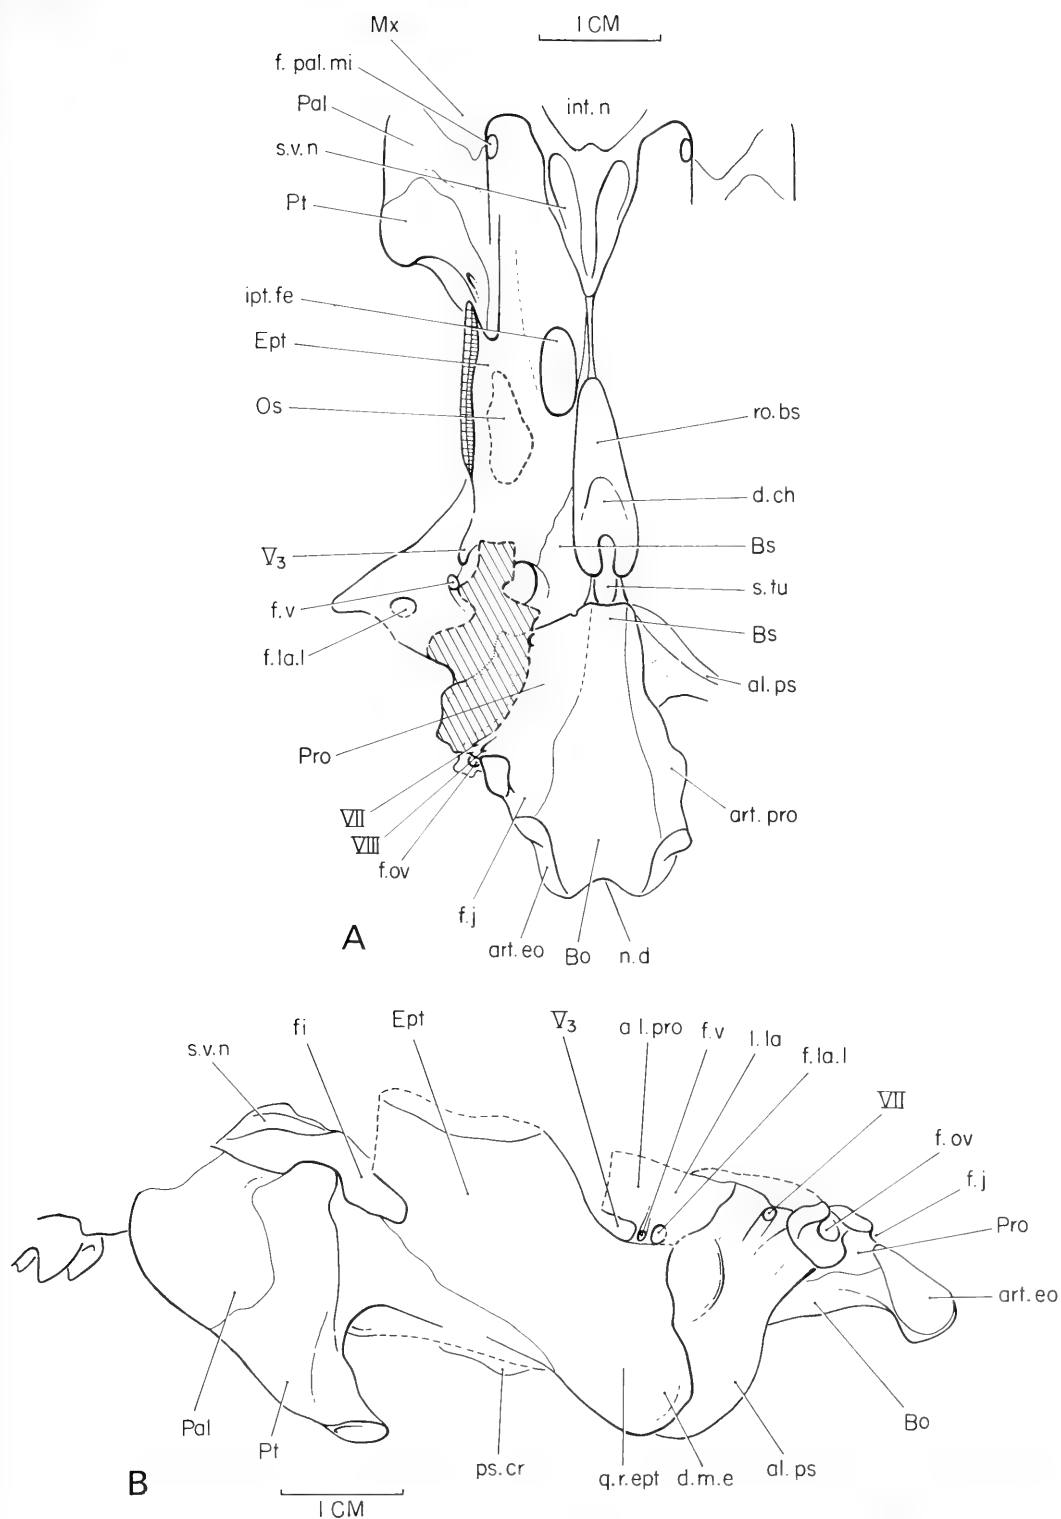 Mx
1 CM
f. pal. mi
int. n
Pal
s.v.n
Pt
ipt. fe
Ept
Os
ro. bs
d. ch
V3
Bs
f.v
s. tu
f. la. l
Bs
al. ps
Pro
VII
art. pro
VIII
f. ov
f. j
A
art. eo
Bo
n. d
s.v.n
fi
Ept
V3
a l. pro
f. v
l. la
f. la. l
VII
f. ov
f. j
Pro
art. eo
Pal
Pt
Bo
B
ps. cr
q. r. ept
d. m. e
al. ps
1 CM